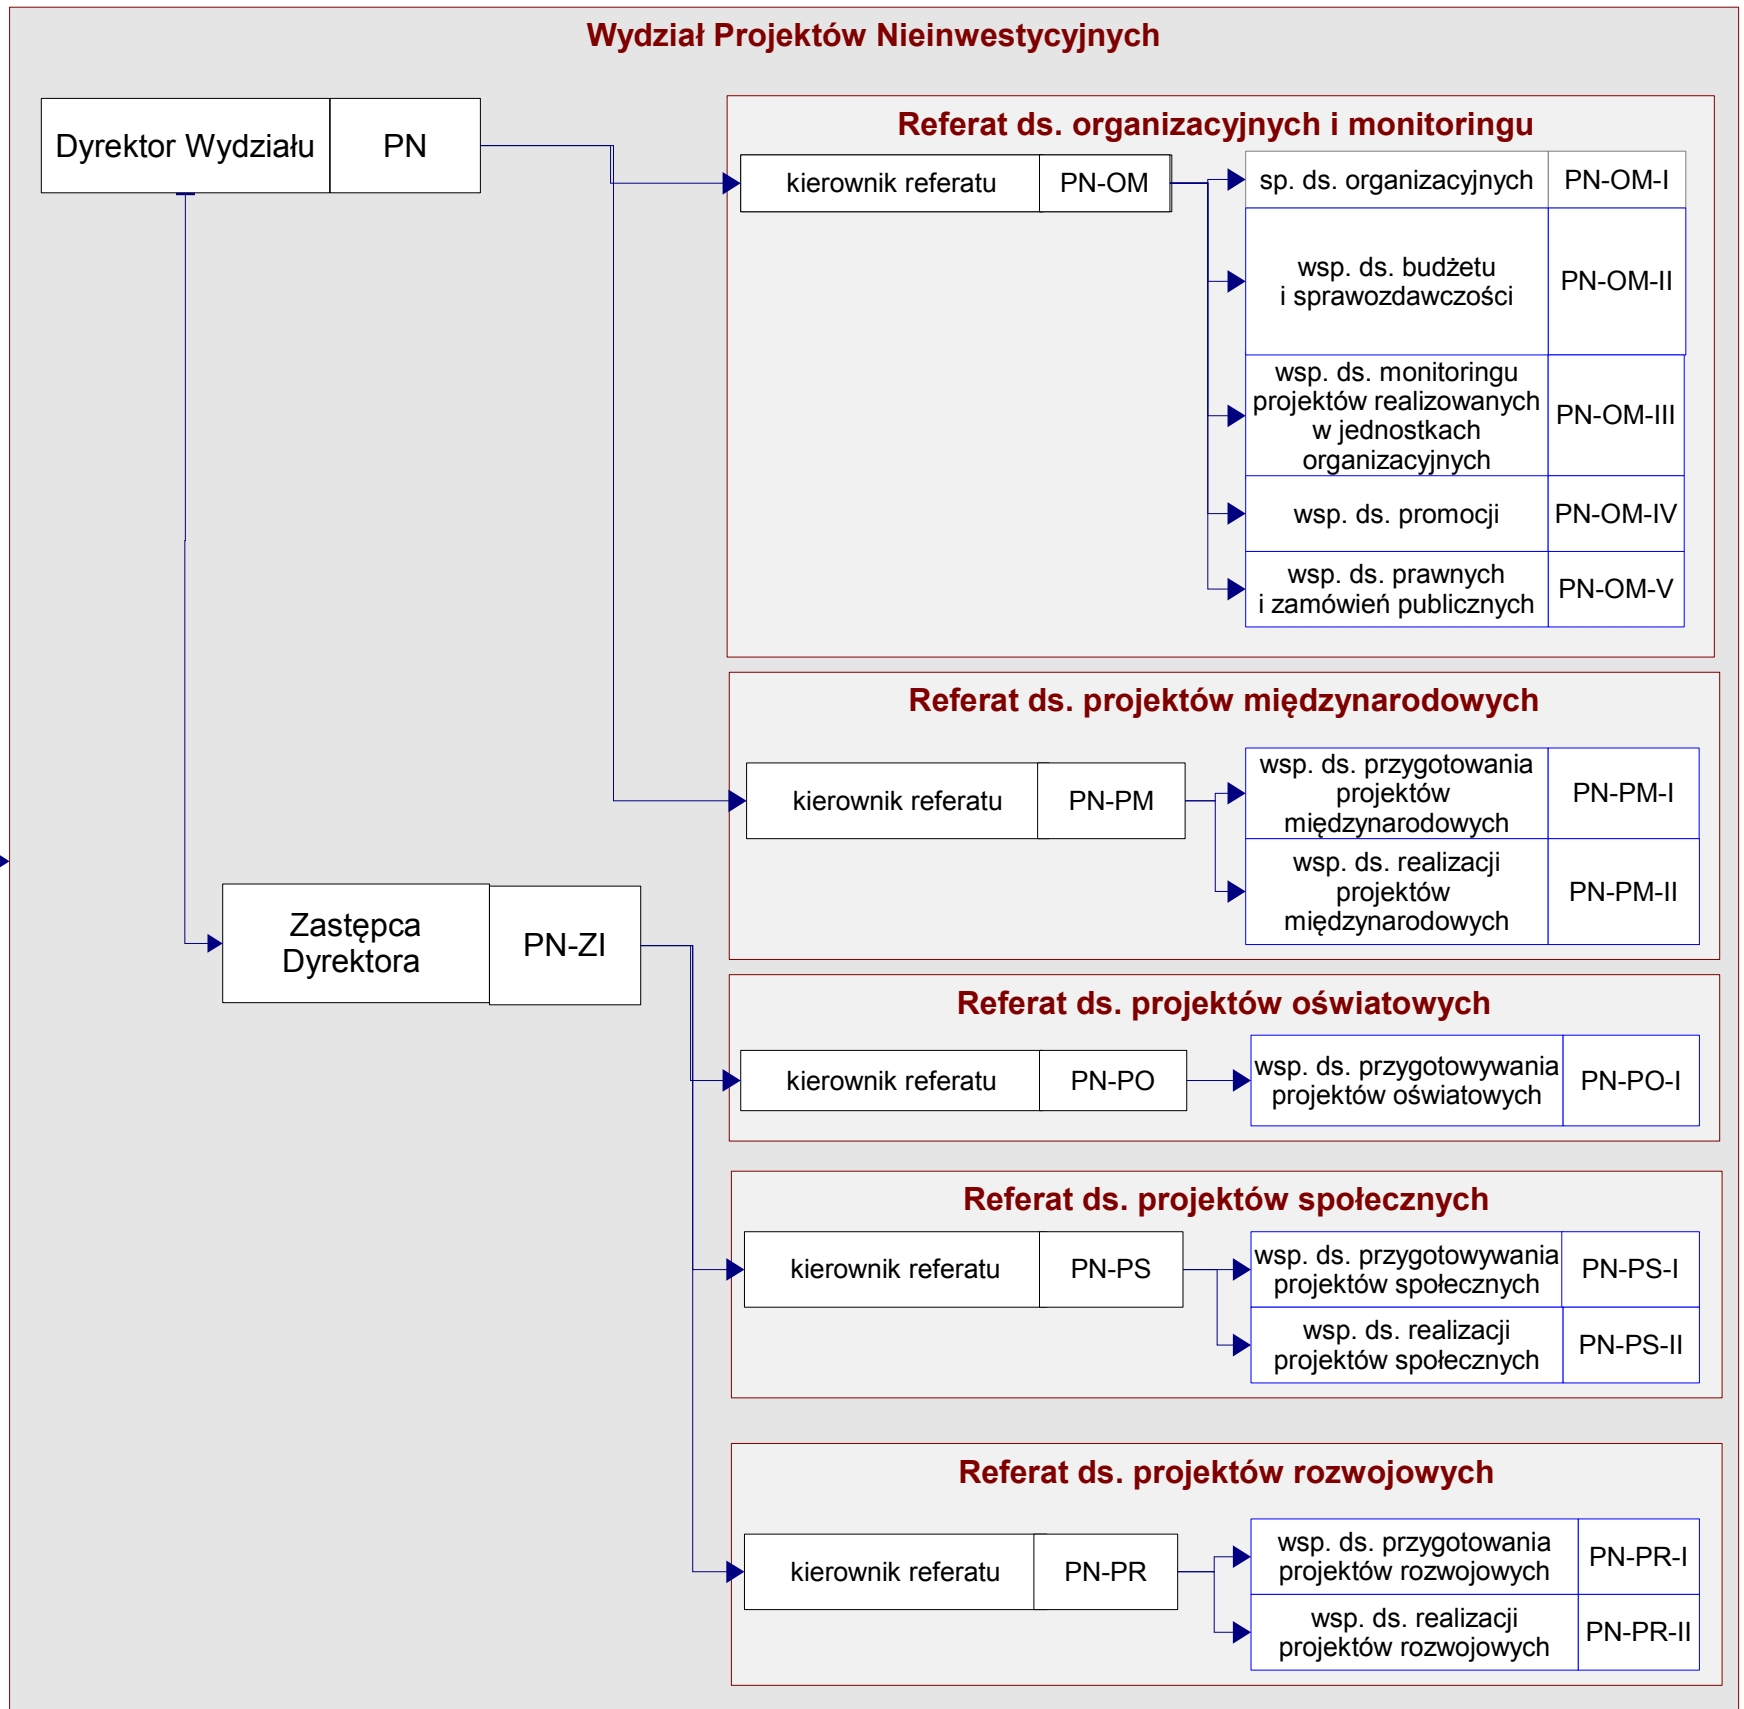 Wydział Projektów Nieinwestycyjnych
Dyrektor Wydziału
PN
Referat ds. organizacyjnych i monitoringu
kierownik referatu
PN-OM
sp. ds. organizacyjnych
PN-OM-I
wsp. ds. budżetu
i sprawozdawczości
PN-OM-II
wsp. ds. monitoringu
projektów realizowanych
w jednostkach
organizacyjnych
PN-OM-III
wsp. ds. promocji
PN-OM-IV
wsp. ds. prawnych
i zamówień publicznych
PN-OM-V
Referat ds. projektów międzynarodowych
kierownik referatu
PN-PM
wsp. ds. przygotowania
projektów
międzynarodowych
PN-PM-I
wsp. ds. realizacji
projektów
międzynarodowych
PN-PM-II
Zastępca
Dyrektora
PN-ZI
Referat ds. projektów oświatowych
kierownik referatu
PN-PO
wsp. ds. przygotowywania
projektów oświatowych
PN-PO-I
Referat ds. projektów społecznych
kierownik referatu
PN-PS
wsp. ds. przygotowywania
projektów społecznych
PN-PS-I
wsp. ds. realizacji
projektów społecznych
PN-PS-II
Referat ds. projektów rozwojowych
kierownik referatu
PN-PR
wsp. ds. przygotowania
projektów rozwojowych
PN-PR-I
wsp. ds. realizacji
projektów rozwojowych
PN-PR-II